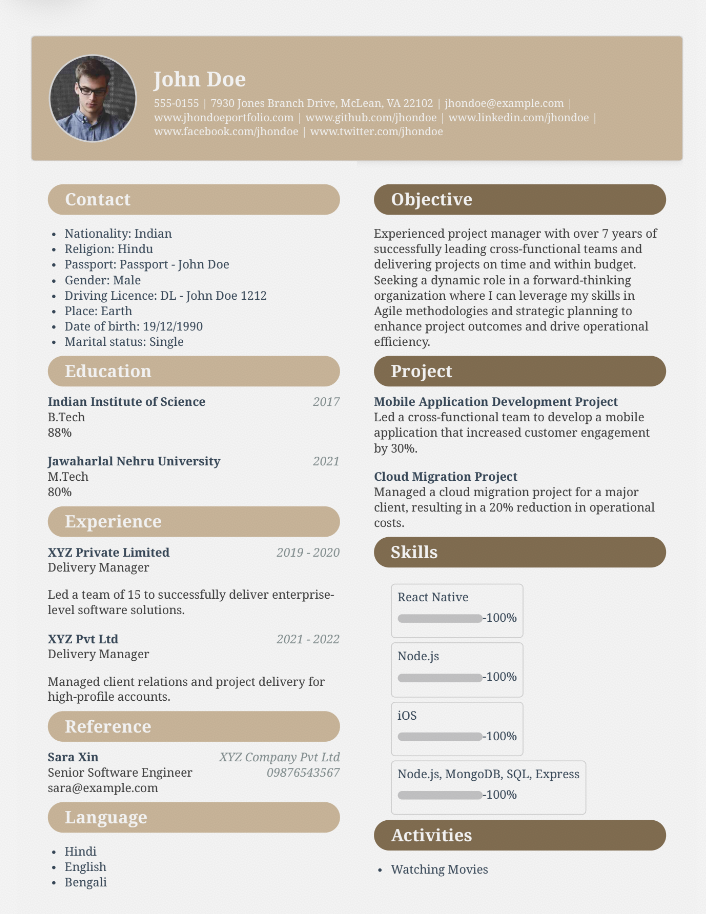 John Doe
555-0155 | 7930 Jones Branch Drive, McLean, VA 22102 | jhondoe@example.com |
www.jhondoeportfolio.com | www.github.com/jhondoe | www.linkedin.com/jhondoe |
www.facebook.com/jhondoe | www.twitter.com/jhondoe
Contact
• Nationality: Indian
• Religion: Hindu
• Passport: Passport - John Doe
• Gender: Male
• Driving Licence: DL - John Doe 1212
• Place: Earth
• Date of birth: 19/12/1990
• Marital status: Single
Education
Indian Institute of Science 2017
B.Tech
88%
Jawaharlal Nehru University 2021
M.Tech
80%
Experience
XYZ Private Limited 2019 - 2020
Delivery Manager
Led a team of 15 to successfully deliver enterprise-
level software solutions.
XYZ Pvt Ltd 2021 - 2022
Delivery Manager
Managed client relations and project delivery for
high-profile accounts.
Reference
Sara Xin XYZ Company Pvt Ltd
Senior Software Engineer 09876543567
sara@example.com
Language
• Hindi
• English
• Bengali
Objective
Experienced project manager with over 7 years of
successfully leading cross-functional teams and
delivering projects on time and within budget.
Seeking a dynamic role in a forward-thinking
organization where I can leverage my skills in
Agile methodologies and strategic planning to
enhance project outcomes and drive operational
efficiency.
Project
Mobile Application Development Project
Led a cross-functional team to develop a mobile
application that increased customer engagement
by 30%.
Cloud Migration Project
Managed a cloud migration project for a major
client, resulting in a 20% reduction in operational
costs.
Skills
React Native
-100%
Node.js
-100%
iOS
-100%
Node.js, MongoDB, SQL, Express
-100%
Activities
• Watching Movies